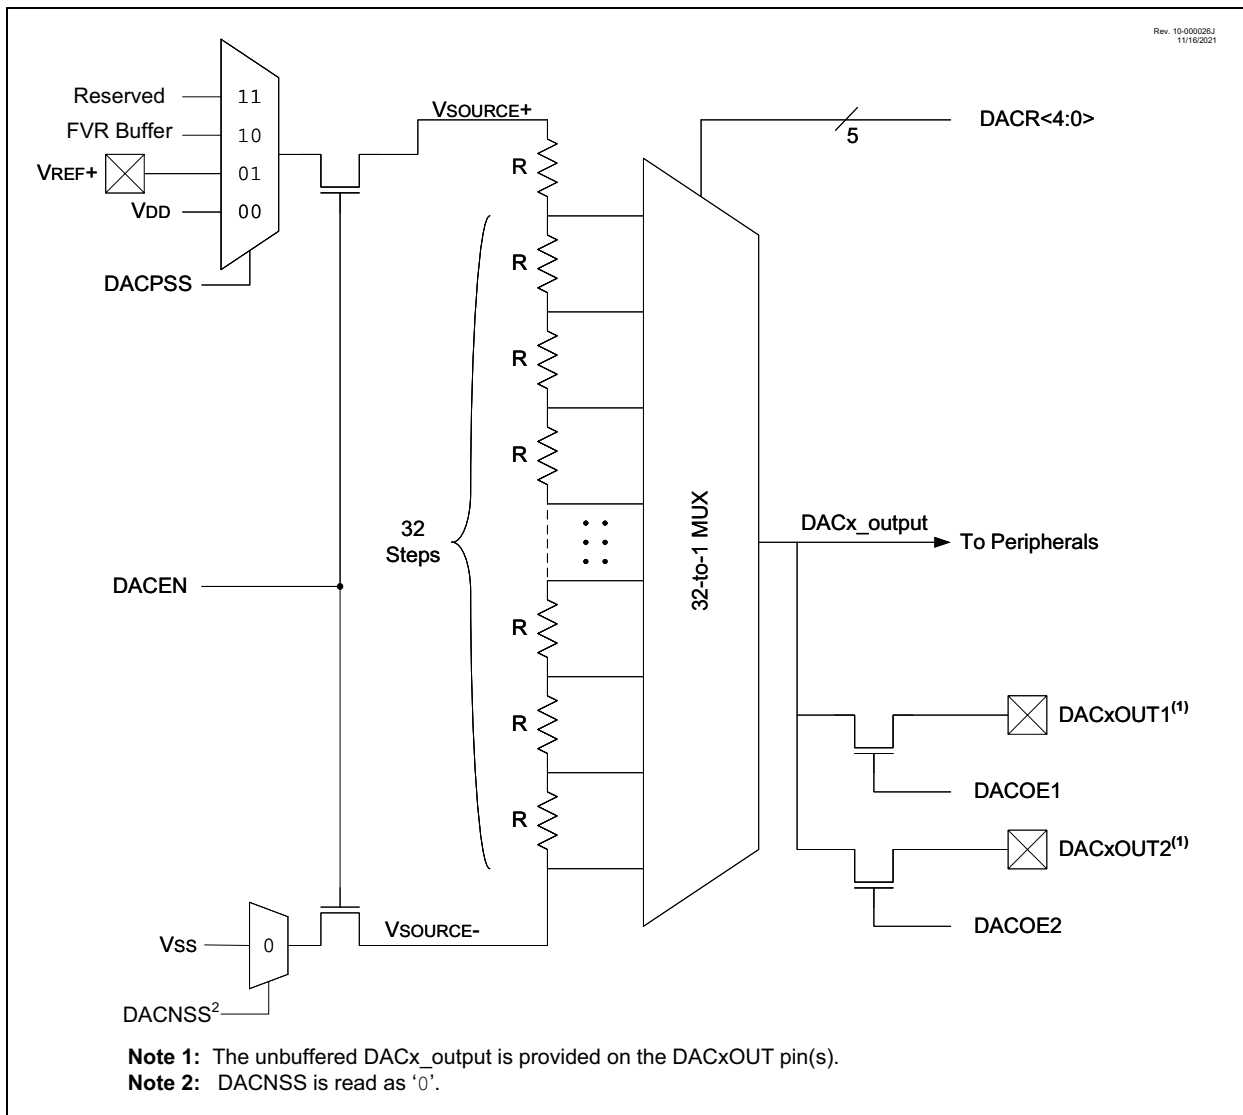 Rev. 10-000026J
11/16/2021
Reserved
11
FVR Buffer
10
VREF+
01
VDD
00
DACPSS
VSOURCE+
DACR<4:0>
5
R
R
R
R
32
Steps
32-to-1 MUX
DACx_output
To Peripherals
DACEN
R
R
R
DACxOUT1(1)
DACOE1
DACxOUT2(1)
DACOE2
VSS
0
VSOURCE-
DACNSS2
Note 1: The unbuffered DACx_output is provided on the DACxOUT pin(s).
Note 2: DACNSS is read as ‘0’.